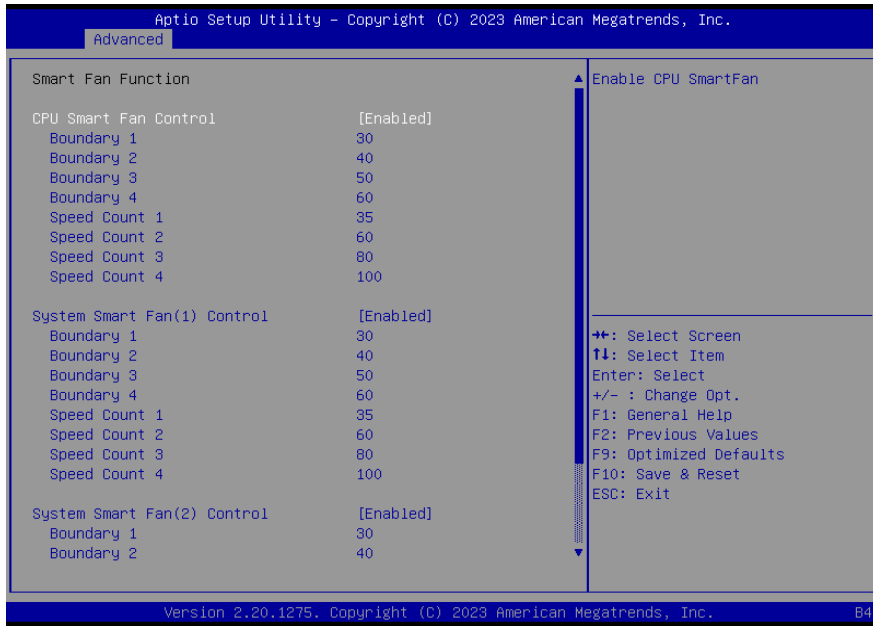 Aptio Setup Utility – Copyright (C) 2023 American Megatrends, Inc.
Advanced
Smart Fan Function
CPU Smart Fan Control [Enabled]
Boundary 1 30
Boundary 2 40
Boundary 3 50
Boundary 4 60
Speed Count 1 35
Speed Count 2 60
Speed Count 3 80
Speed Count 4 100
System Smart Fan(1) Control [Enabled]
Boundary 1 30
Boundary 2 40
Boundary 3 50
Boundary 4 60
Speed Count 1 35
Speed Count 2 60
Speed Count 3 80
Speed Count 4 100
System Smart Fan(2) Control [Enabled]
Boundary 1 30
Boundary 2 40
Enable CPU SmartFan
→←: Select Screen
↑↓: Select Item
Enter: Select
+/- : Change Opt.
F1: General Help
F2: Previous Values
F9: Optimized Defaults
F10: Save & Reset
ESC: Exit
Version 2.20.1275. Copyright (C) 2023 American Megatrends, Inc.
B4